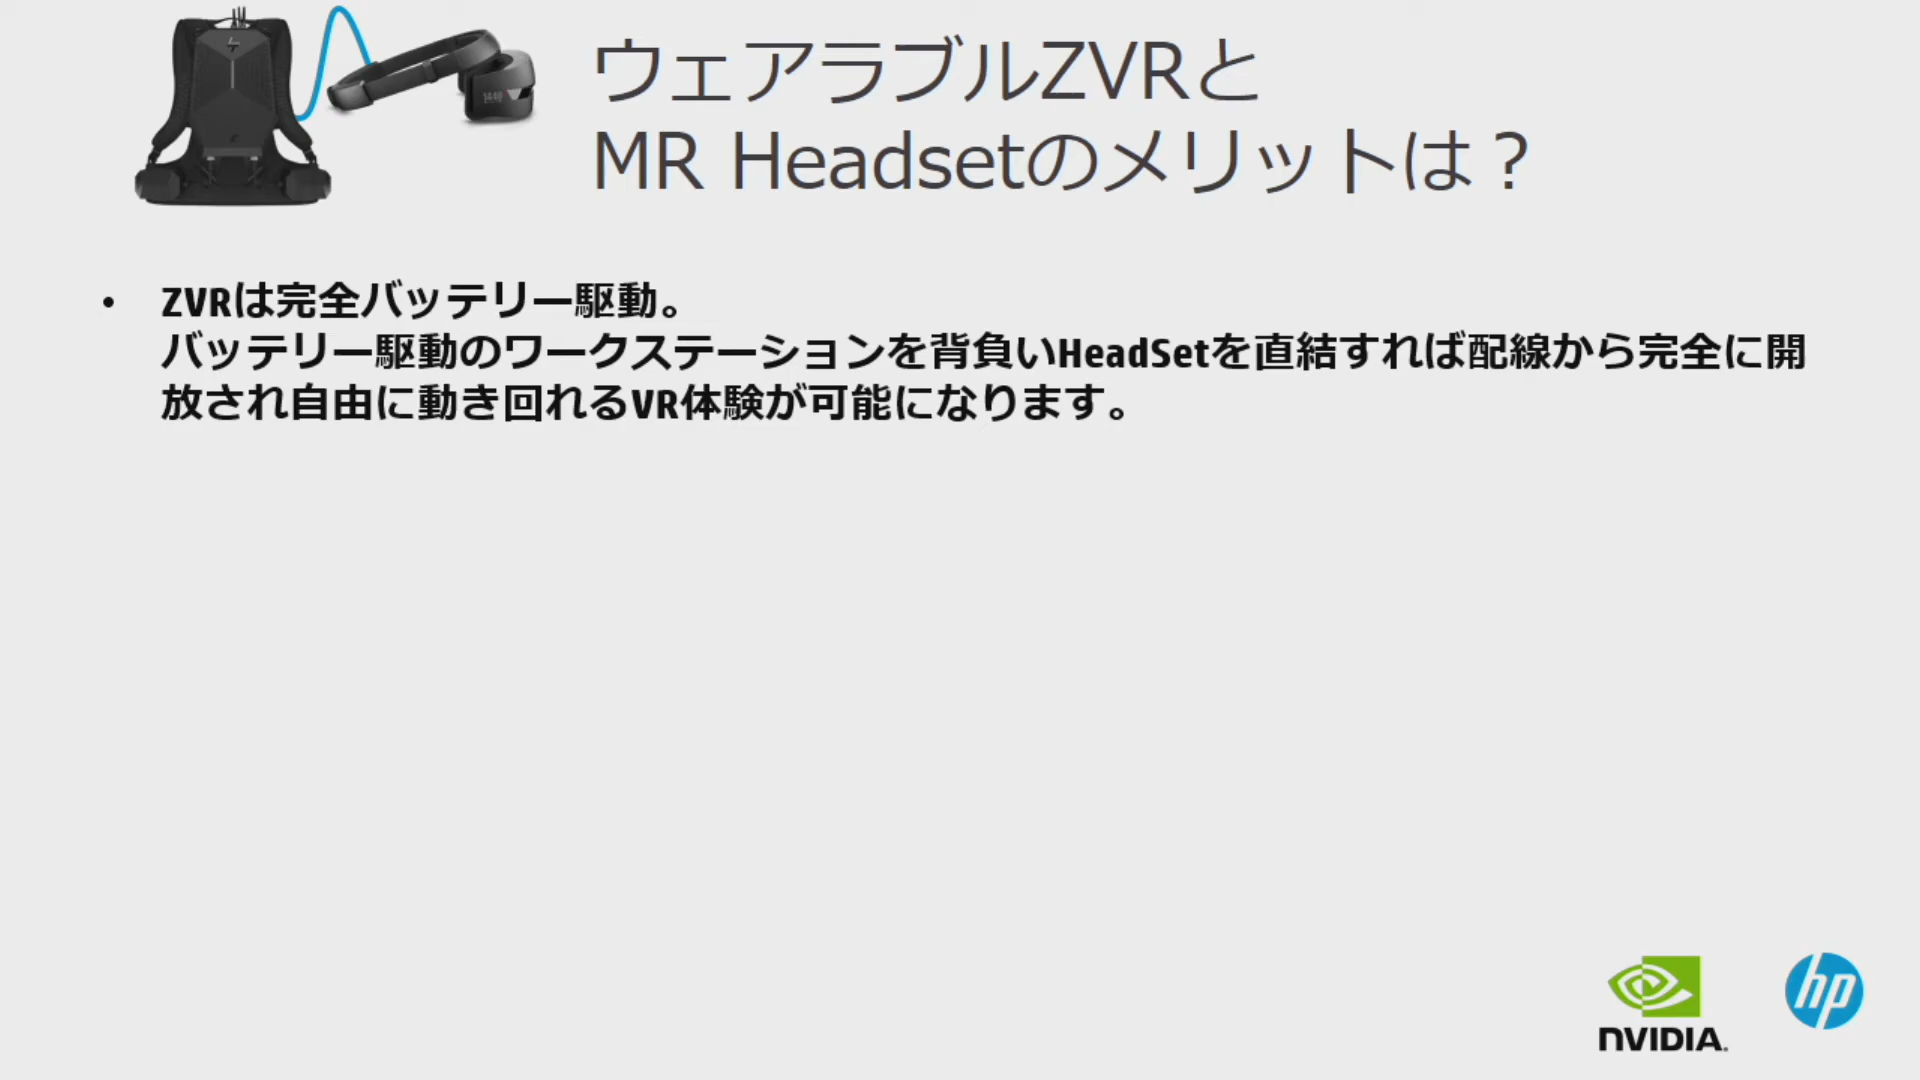 ウェアラブルZVRと
MR Headsetのメリットは？
• ZVRは完全バッテリー駆動。
バッテリー駆動のワークステーションを背負いHeadSetを直結すれば配線から完全に開
放され自由に動き回れるVR体験が可能になります。
NVIDIA.
hp